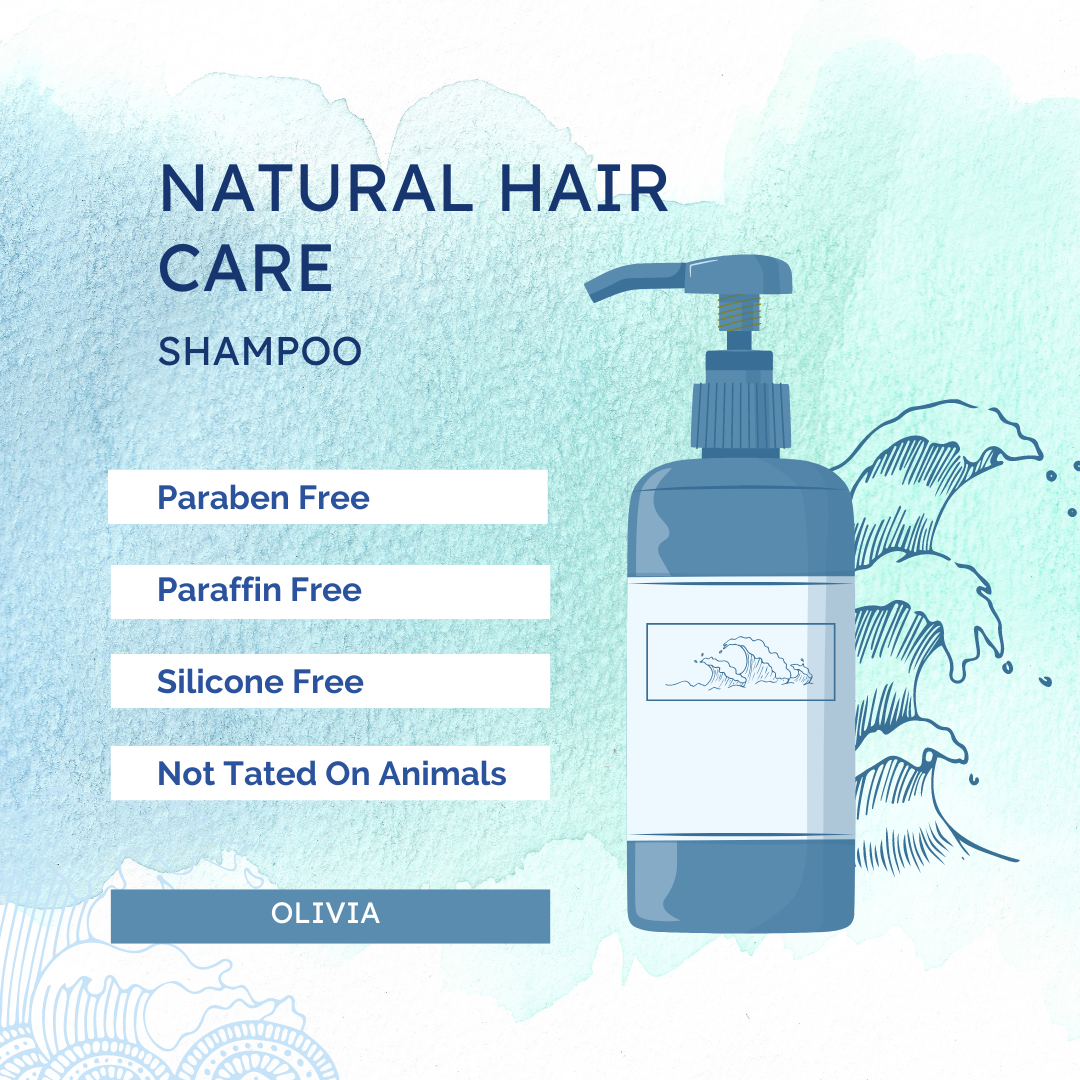 NATURAL HAIR
CARE
SHAMPOO
Paraben Free
Paraffin Free
Silicone Free
Not Tated On Animals
OLIVIA